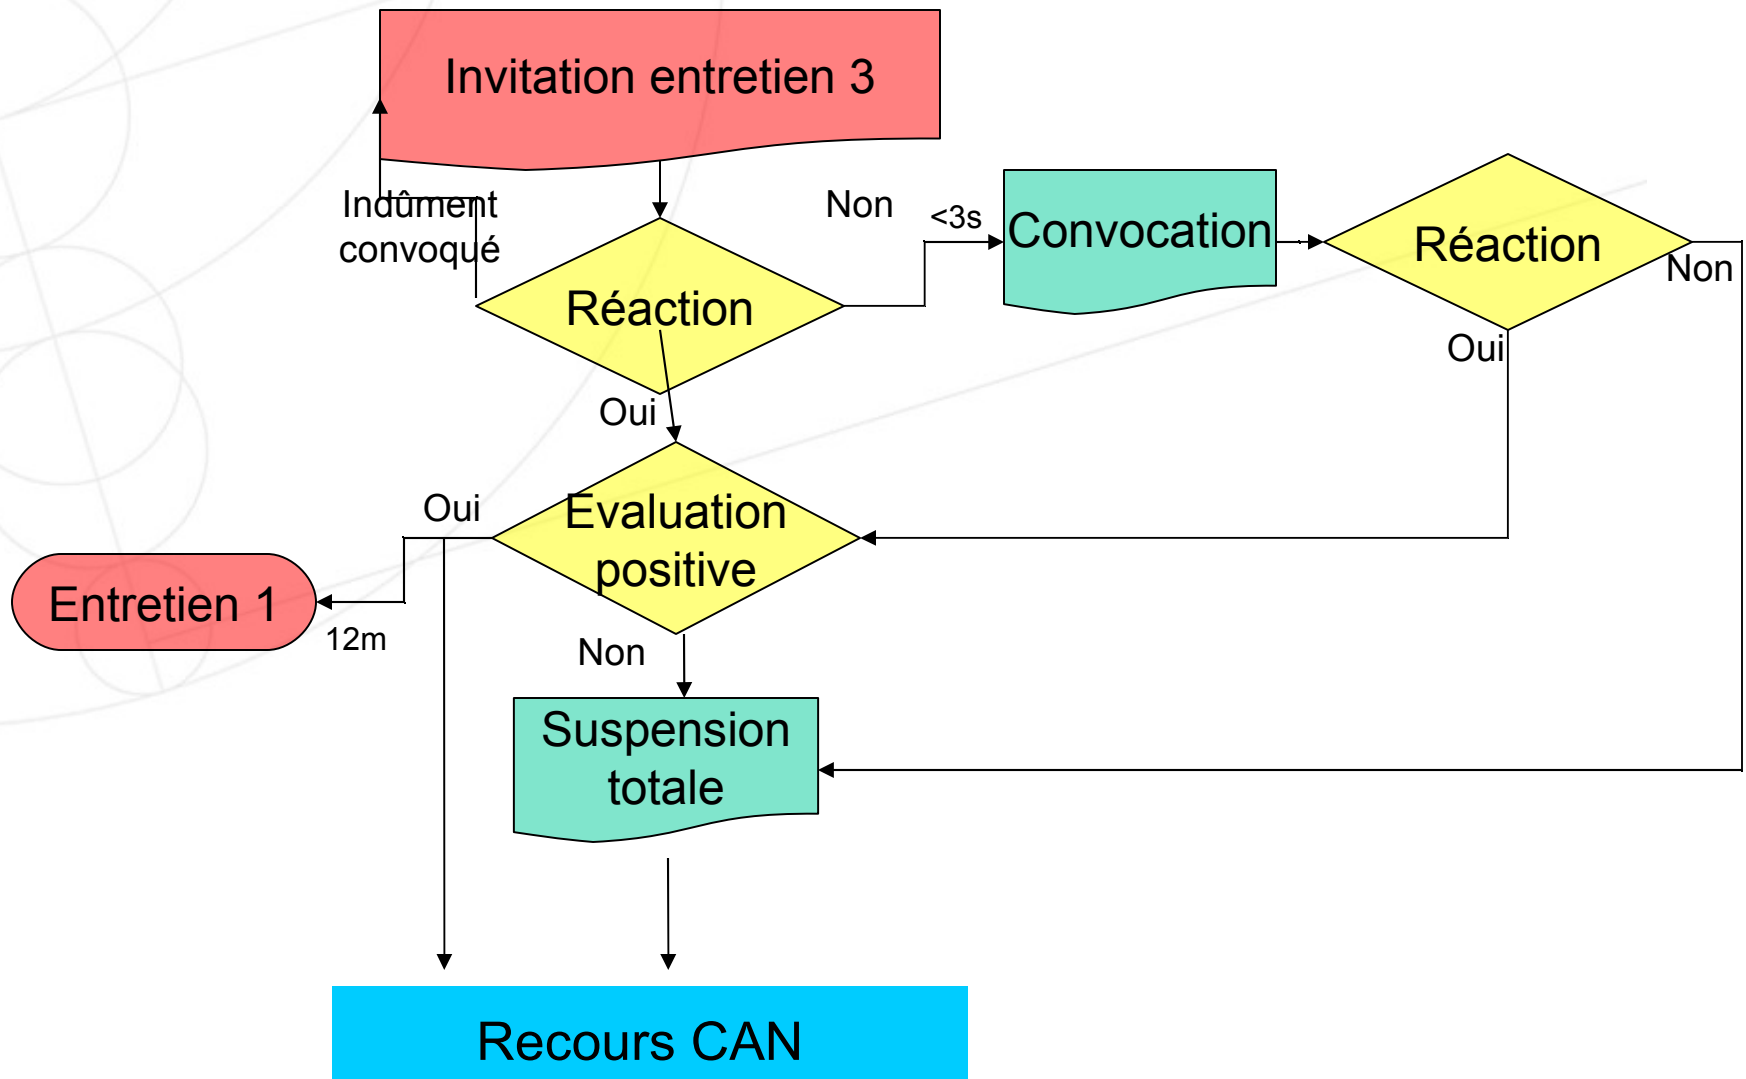 Invitation entretien 3
Indûment
convoqué
Non
<3s
Convocation
Réaction
Non
Réaction
Oui
Oui
Oui
Evaluation
positive
Entretien 1
12m
Non
Suspension
totale
Recours CAN